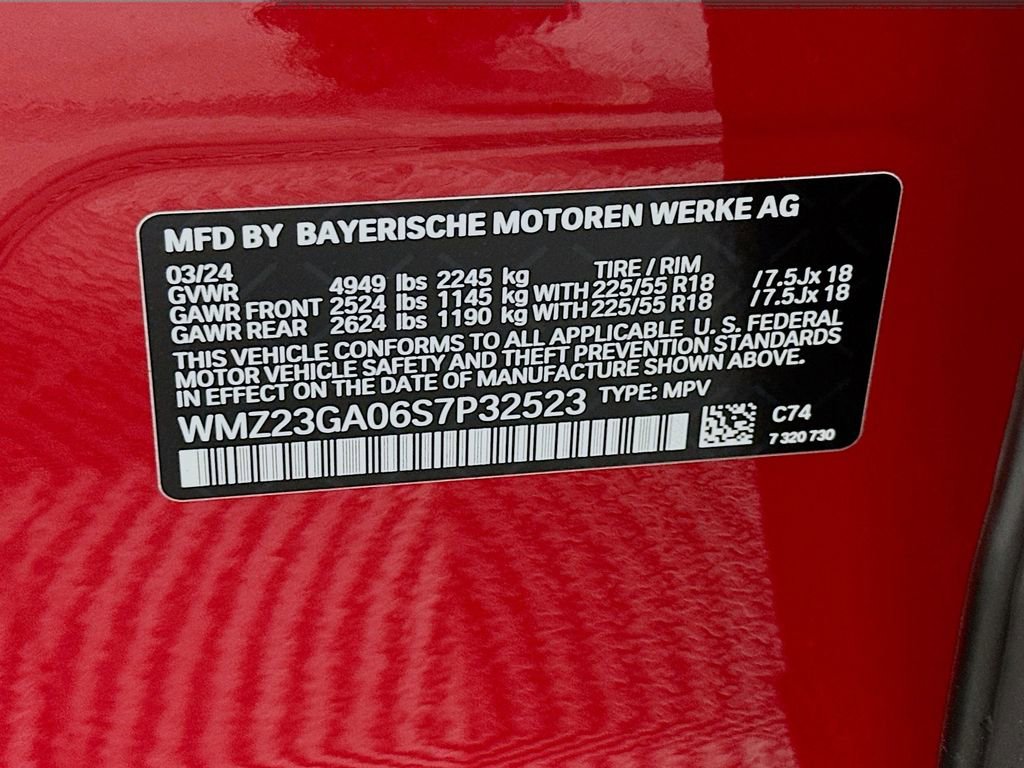 MFD BY BAYERISCHE MOTOREN WERKE AG
03/24 TIRE / RIM
GVWR 4949 lbs 2245 kg
GAWR FRONT 2524 lbs 1145 kg WITH 225/55 R18 / 7.5Jx 18
GAWR REAR 2624 lbs 1190 kg WITH 225/55 R18 / 7.5Jx 18
THIS VEHICLE CONFORMS TO ALL APPLICABLE U. S. FEDERAL
MOTOR VEHICLE SAFETY AND THEFT PREVENTION STANDARDS
IN EFFECT ON THE DATE OF MANUFACTURE SHOWN ABOVE.
WMZ23GA06S7P32523 TYPE: MPV
C74
7 320 730